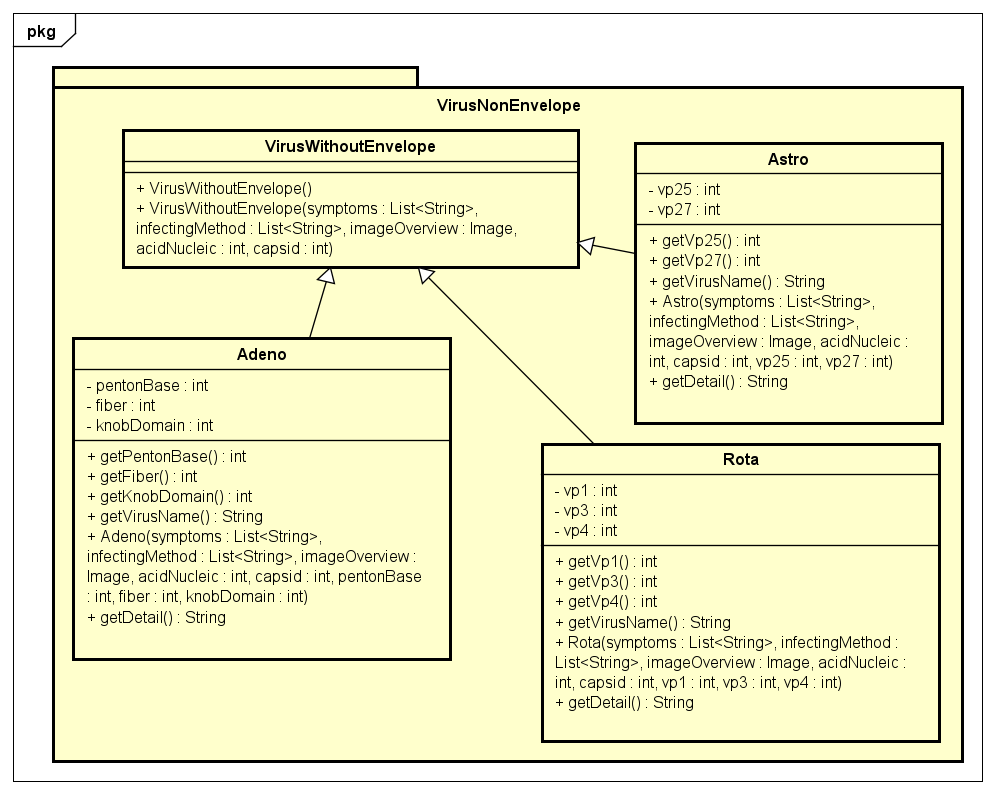 pkg
VirusNonEnvelope
VirusWithoutEnvelope
+ VirusWithoutEnvelope()
+ VirusWithoutEnvelope(symptoms : List<String>,
infectingMethod : List<String>, imageOverview : Image,
acidNucleic : int, capsid : int)
Astro
- vp25 : int
- vp27 : int
+ getVp25() : int
+ getVp27() : int
+ getVirusName() : String
+ Astro(symptoms : List<String>,
infectingMethod : List<String>,
imageOverview : Image, acidNucleic :
int, capsid : int, vp25 : int, vp27 : int)
+ getDetail() : String
Adeno
- pentonBase : int
- fiber : int
- knobDomain : int
+ getPentonBase() : int
+ getFiber() : int
+ getKnobDomain() : int
+ getVirusName() : String
+ Adeno(symptoms : List<String>,
infectingMethod : List<String>, imageOverview :
Image, acidNucleic : int, capsid : int, pentonBase
: int, fiber : int, knobDomain : int)
+ getDetail() : String
Rota
- vp1 : int
- vp3 : int
- vp4 : int
+ getVp1() : int
+ getVp3() : int
+ getVp4() : int
+ getVirusName() : String
+ Rota(symptoms : List<String>, infectingMethod :
List<String>, imageOverview : Image, acidNucleic :
int, capsid : int, vp1 : int, vp3 : int, vp4 : int)
+ getDetail() : String